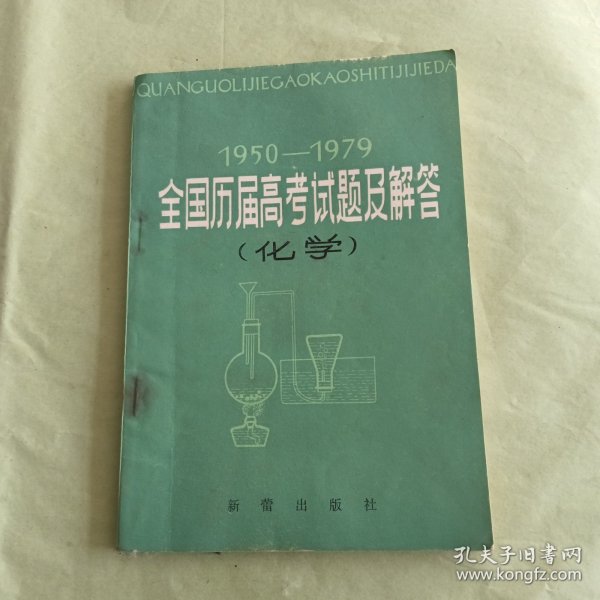 QUANGUOLIJIEGAOKAOSHITIJIJIEDA
1950—1979
全国历届高考试题及解答
（化学）
新蕾出版社
孔夫子旧书网
www.kongfz.com